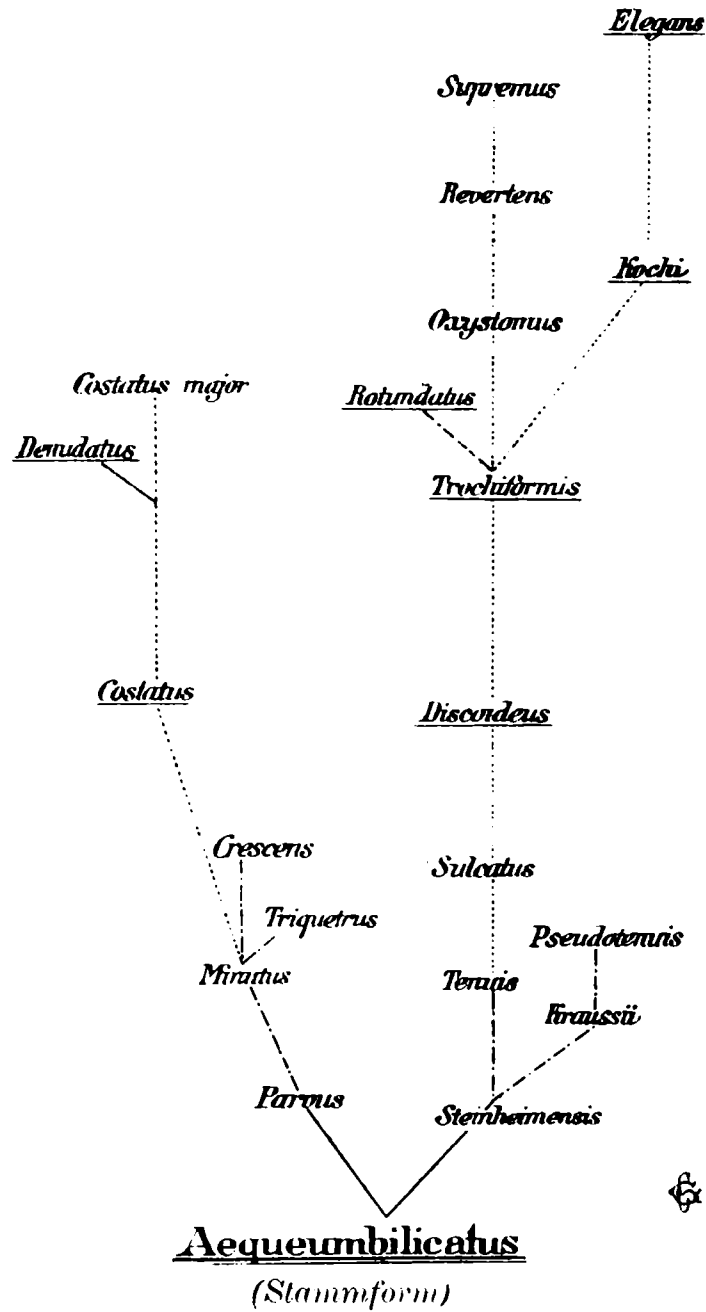 Elegans
Supremus
Revertens
Kochi
Oxystomus
Costatus major
Rotundatus
Denudatus
Trochiformis
Costatus
Discoideus
Crescens
Sulcatus
Triquetrus
Pseudotenuis
Minutus
Tenuis
Kraussii
Parvus
Steinheimensis
Aequeumbilicatus
(Stammform)